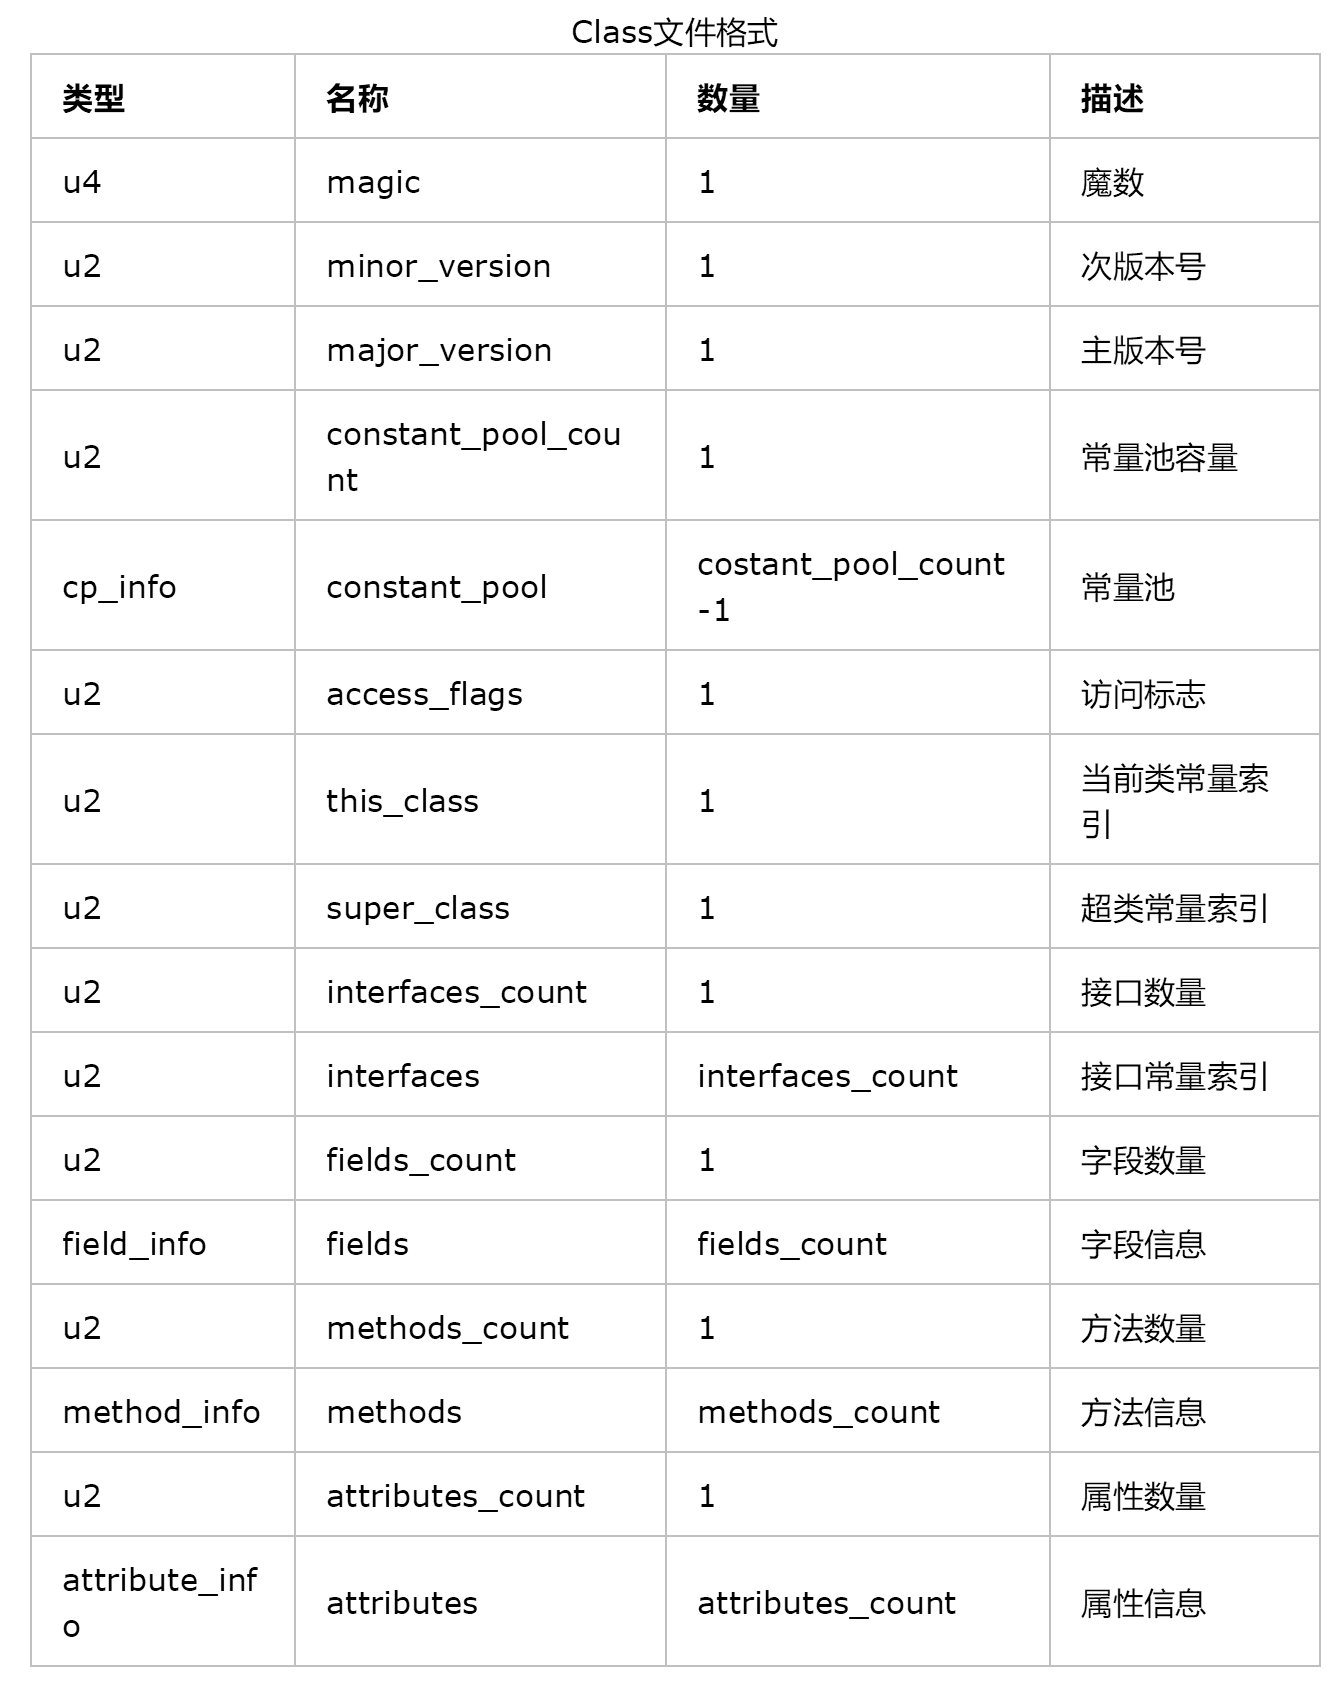 Class文件格式
类型 名称 数量 描述
u4 magic 1 魔数
u2 minor_version 1 次版本号
u2 major_version 1 主版本号
u2 constant_pool_cou
nt 1 常量池容量
cp_info constant_pool costant_pool_count
-1 常量池
u2 access_flags 1 访问标志
u2 this_class 1 当前类常量索
引
u2 super_class 1 超类常量索引
u2 interfaces_count 1 接口数量
u2 interfaces interfaces_count 接口常量索引
u2 fields_count 1 字段数量
field_info fields fields_count 字段信息
u2 methods_count 1 方法数量
method_info methods methods_count 方法信息
u2 attributes_count 1 属性数量
attribute_inf
o attributes attributes_count 属性信息